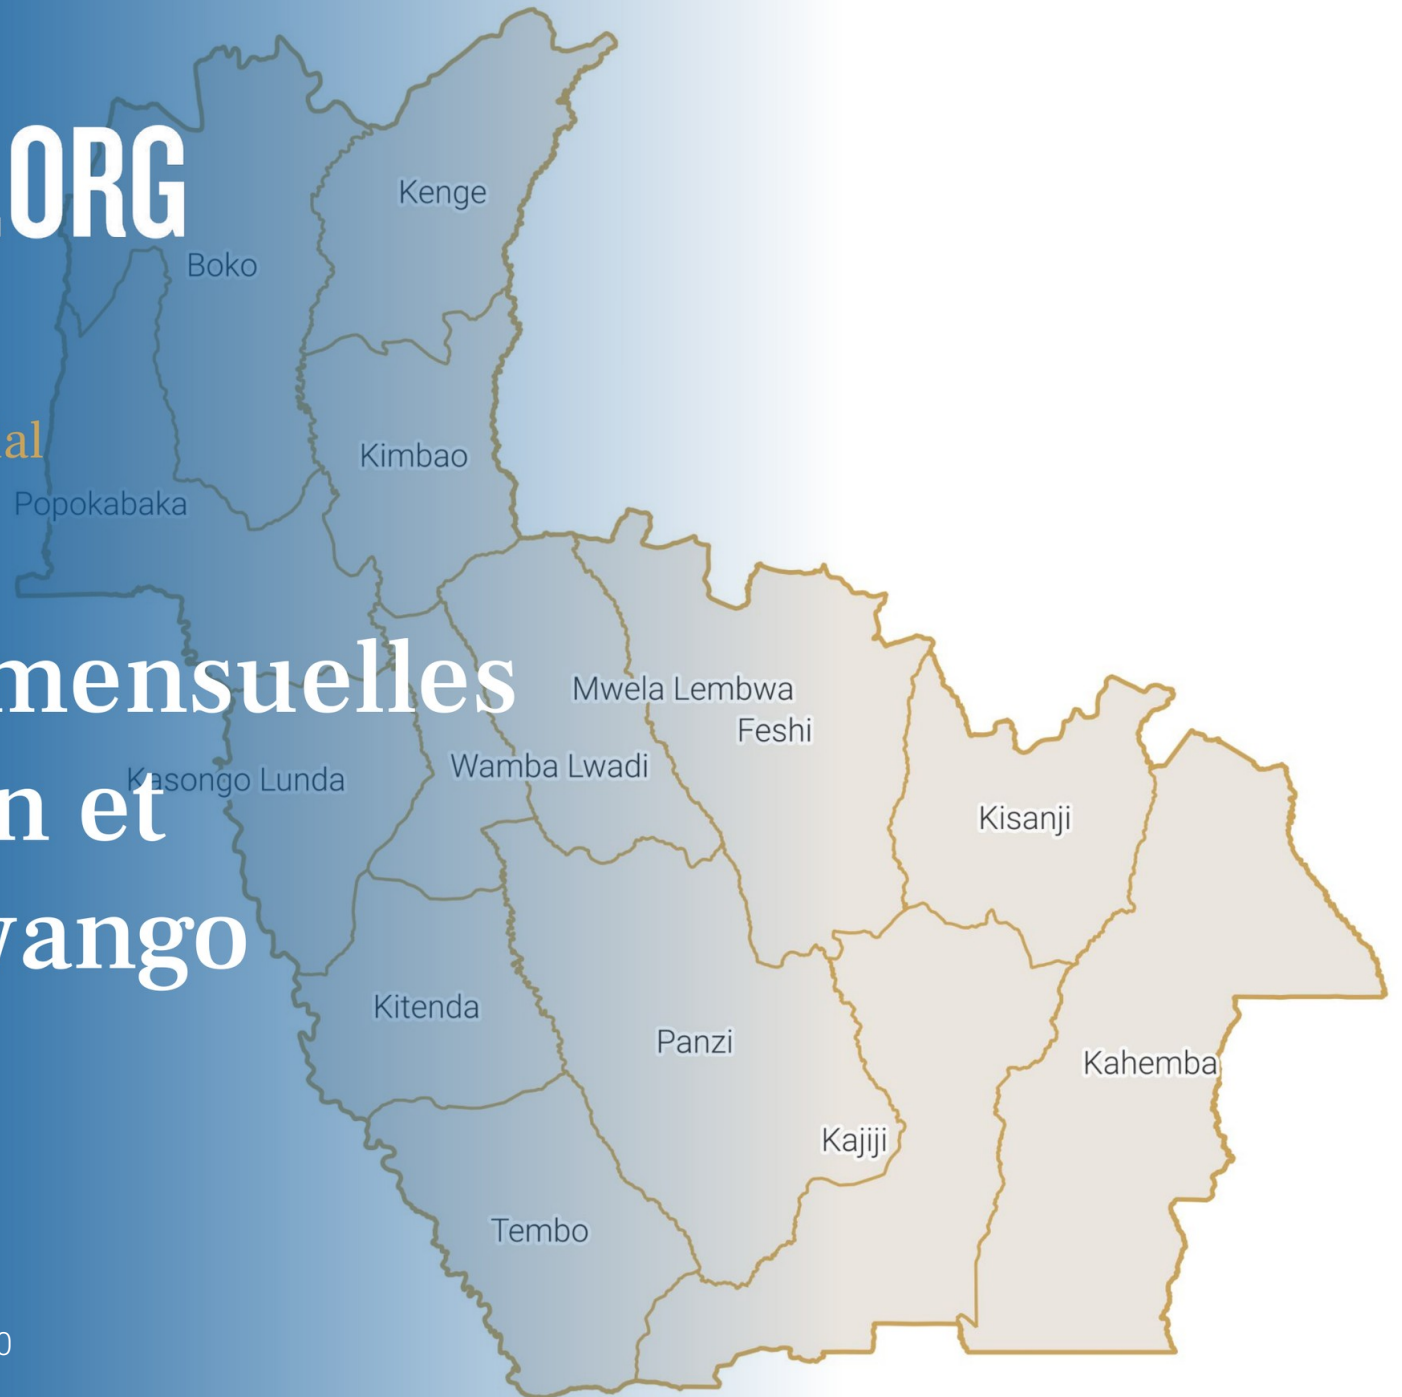 .ORG
Kenge
Boko
al
Kimbao
Popokabaka
mensuelles
Mwela Lembwa
Feshi
Wamba Lwadi
Kasongo Lunda
n et
Kisanji
wango
Kitenda
Panzi
Kahemba
Kajiji
Tembo
0